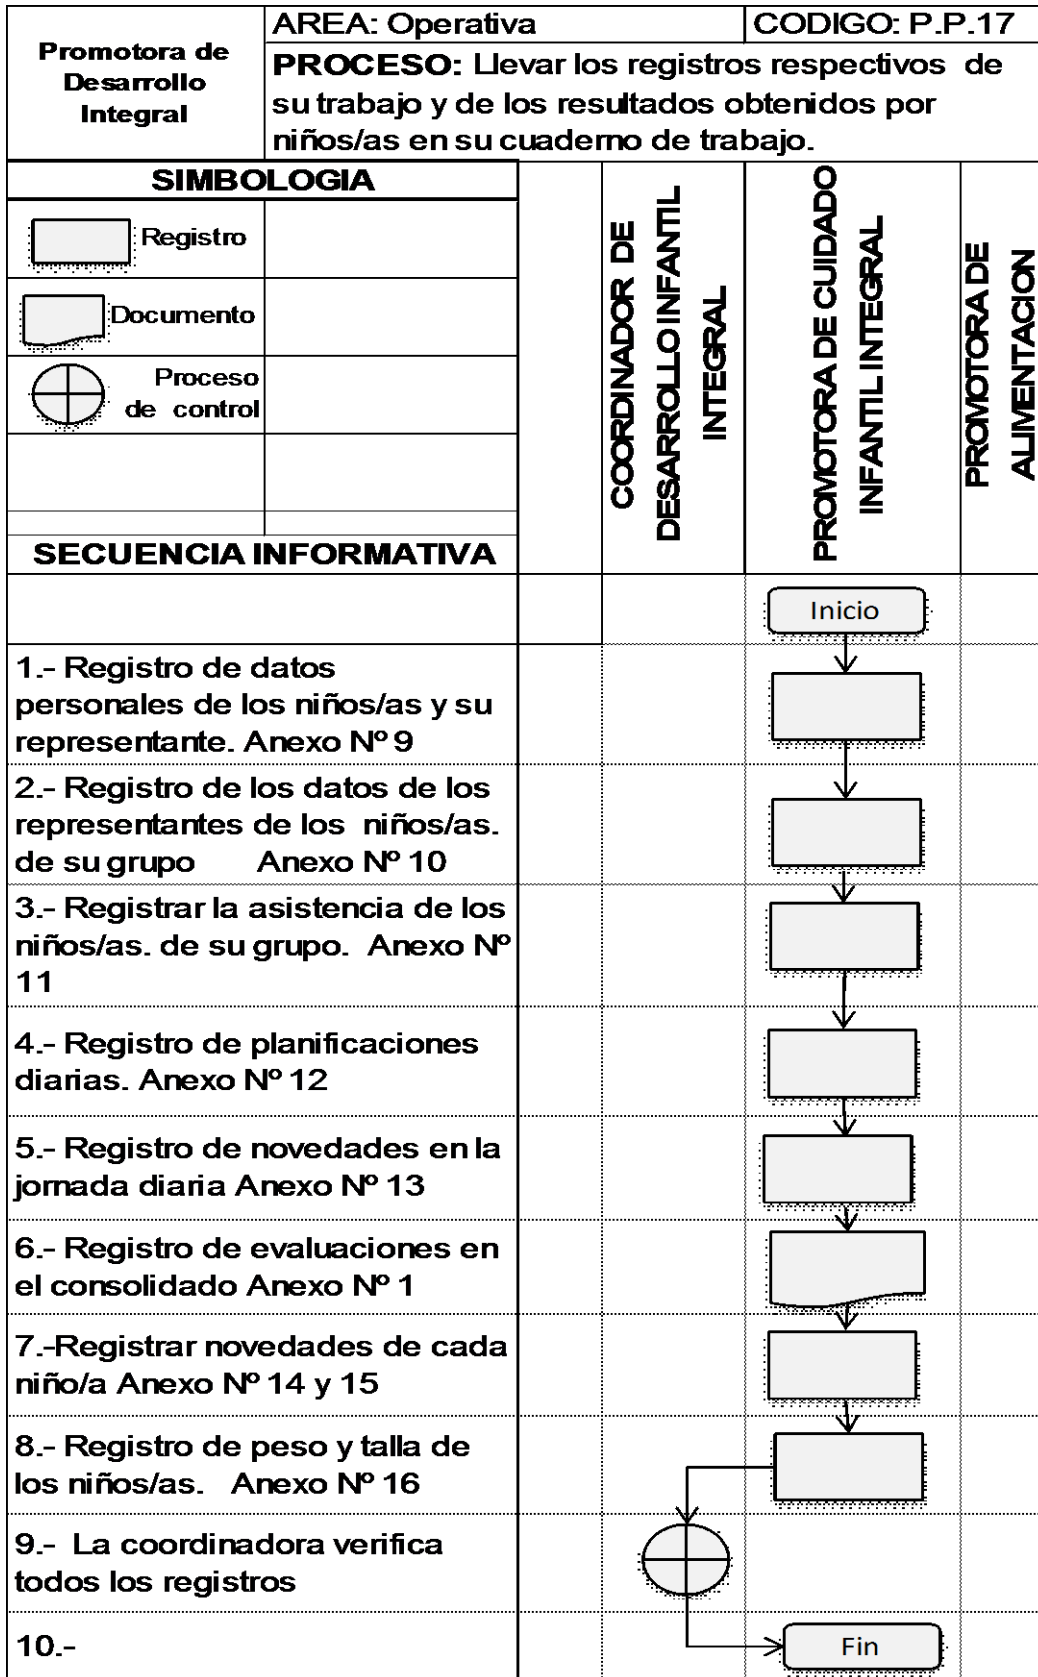 Promotora de
Desarrollo
Integral
AREA: Operativa
CODIGO: P.P.17
PROCESO: Llevar los registros respectivos de
su trabajo y de los resultados obtenidos por
niños/as en su cuaderno de trabajo.
SIMBOLOGIA
Registro
Documento
Proceso
de control
SECUENCIA INFORMATIVA
COORDINADOR DE
DESARROLLO INFANTIL
INTEGRAL
PROMOTORA DE CUIDADO
INFANTIL INTEGRAL
PROMOTORA DE
ALIMENTACION
Inicio
1.- Registro de datos
personales de los niños/as y su
representante. Anexo Nº 9
2.- Registro de los datos de los
representantes de los niños/as.
de su grupo Anexo Nº 10
3.- Registrar la asistencia de los
niños/as. de su grupo. Anexo Nº
11
4.- Registro de planificaciones
diarias. Anexo Nº 12
5.- Registro de novedades en la
jornada diaria Anexo Nº 13
6.- Registro de evaluaciones en
el consolidado Anexo Nº 1
7.-Registrar novedades de cada
niño/a Anexo Nº 14 y 15
8.- Registro de peso y talla de
los niños/as. Anexo Nº 16
9.- La coordinadora verifica
todos los registros
10.-
Fin